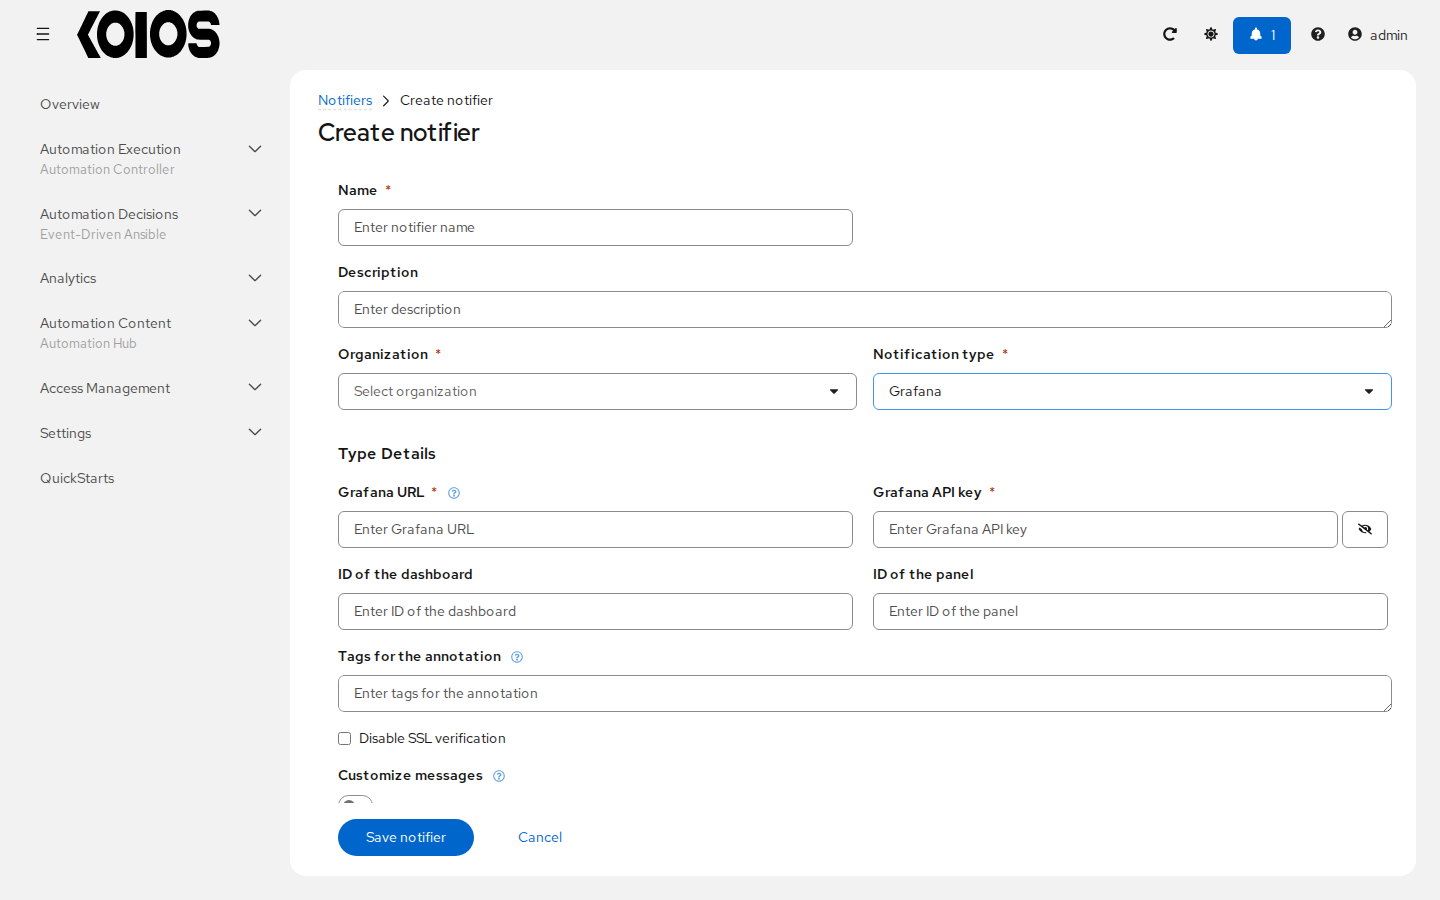 KOIOS
1
admin
Overview
Automation Execution
Automation Controller
Automation Decisions
Event-Driven Ansible
Analytics
Automation Content
Automation Hub
Access Management
Settings
QuickStarts
Notifiers > Create notifier
Create notifier
Name *
Enter notifier name
Description
Enter description
Organization * Notification type *
Select organization Grafana
Type Details
Grafana URL * Grafana API key *
Enter Grafana URL Enter Grafana API key
ID of the dashboard ID of the panel
Enter ID of the dashboard Enter ID of the panel
Tags for the annotation
Enter tags for the annotation
Disable SSL verification
Customize messages
Save notifier Cancel